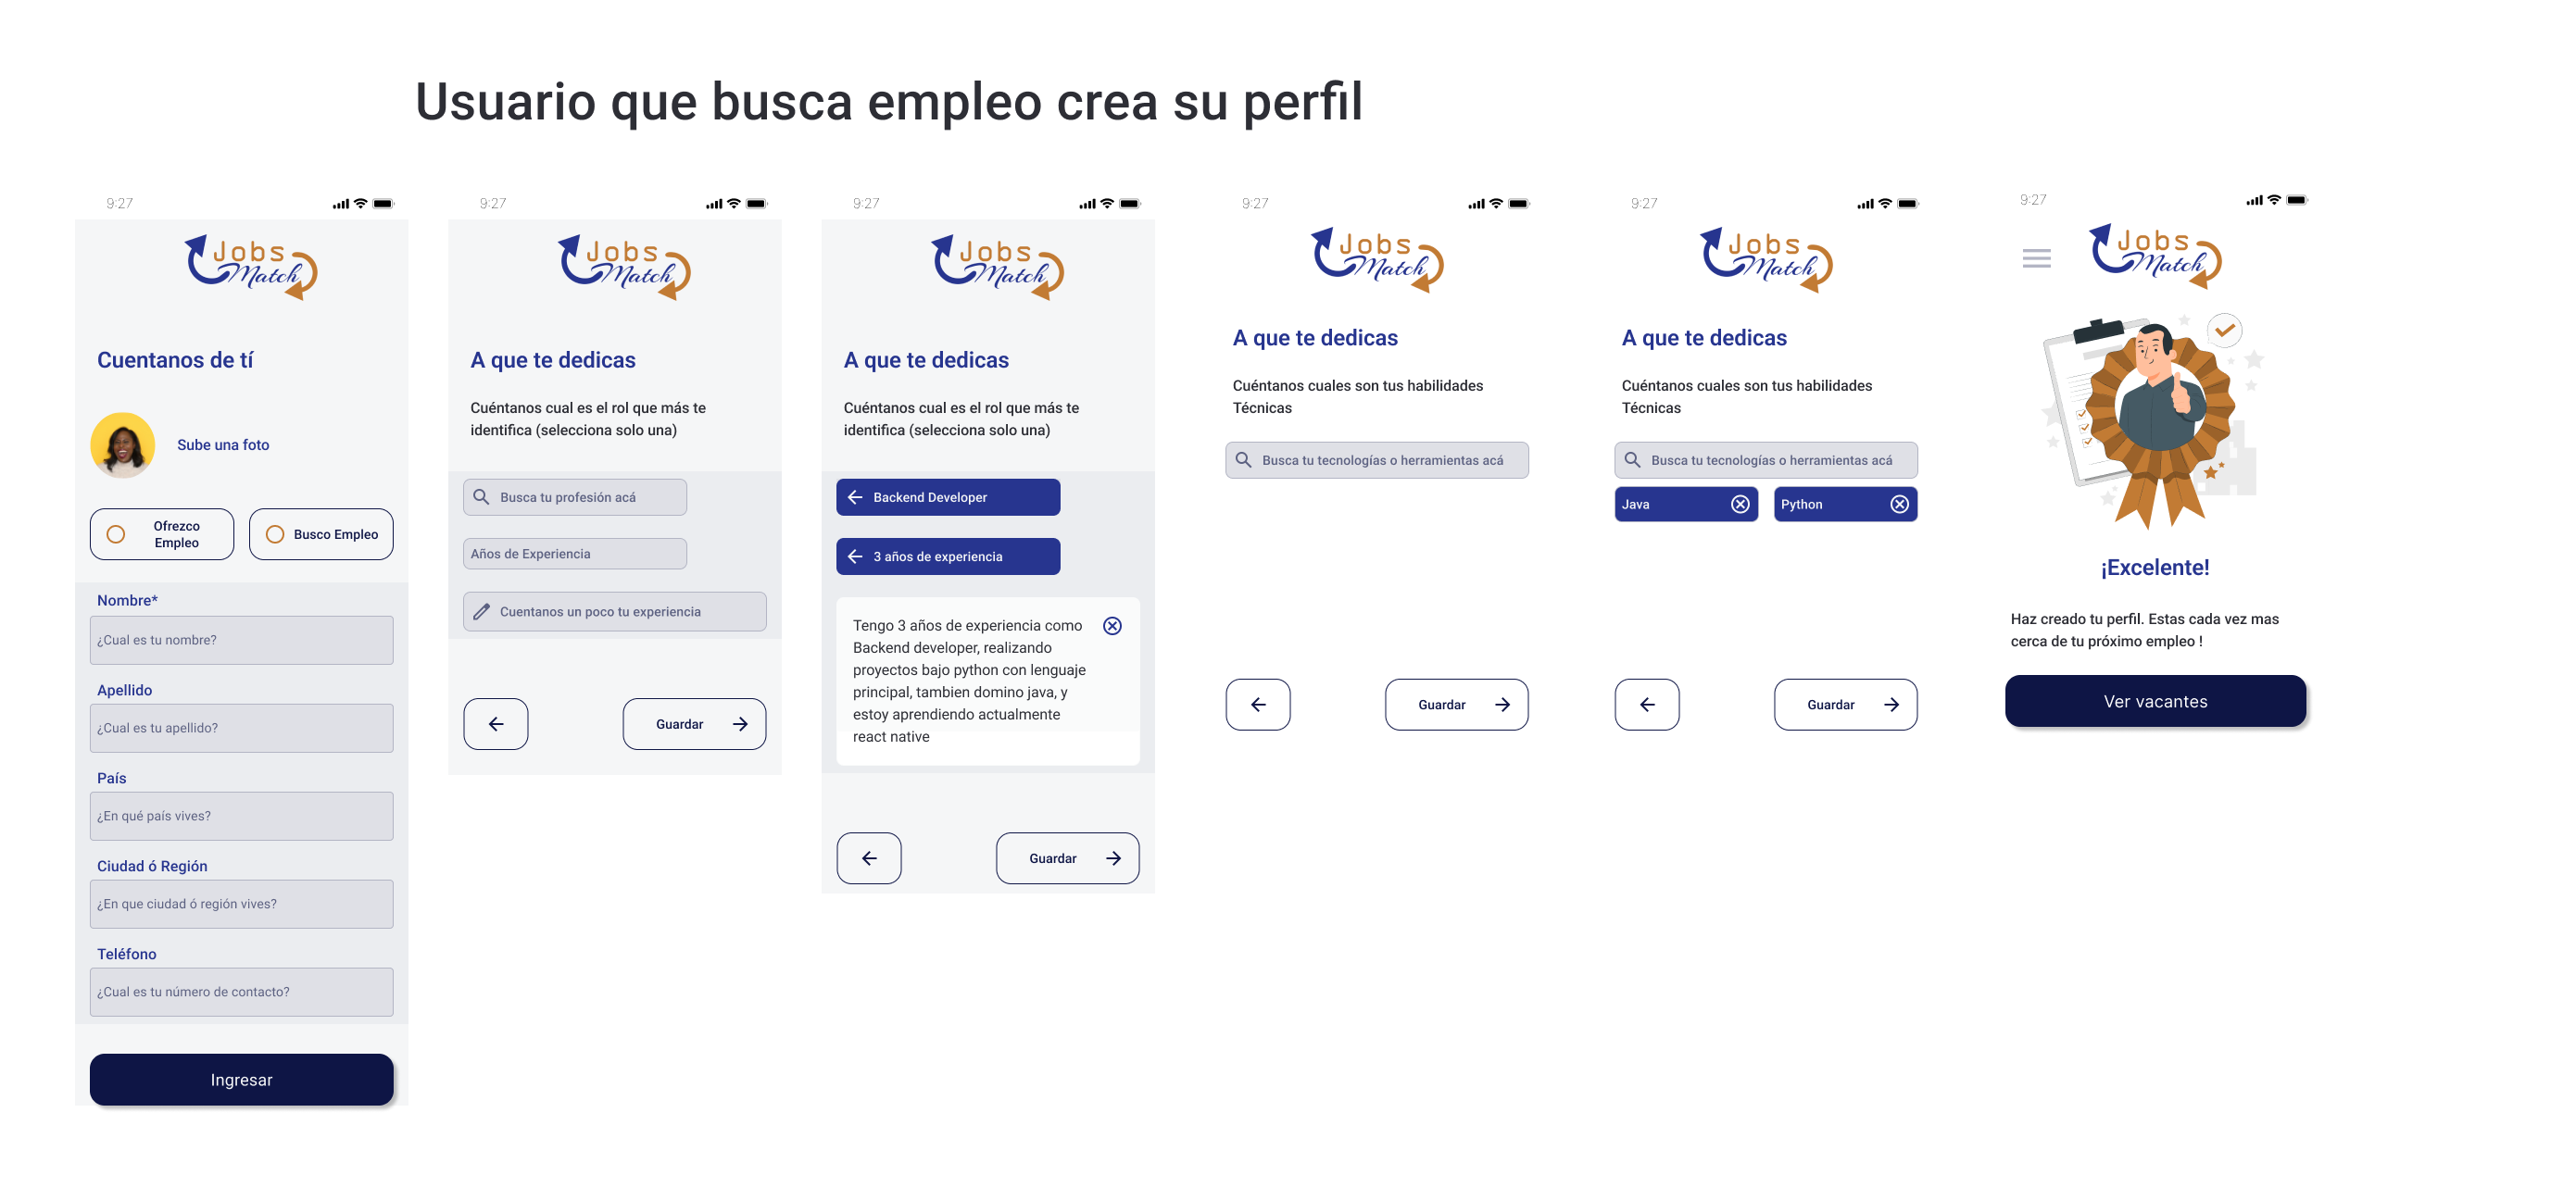 Usuario que busca empleo crea su perfil
9:27
Jobs
Match
Cuentanos de tí
Sube una foto
Ofrezco
Empleo
Busco Empleo
Nombre*
¿Cual es tu nombre?
Apellido
¿Cual es tu apellido?
País
¿En qué país vives?
Ciudad ó Región
¿En que ciudad ó región vives?
Teléfono
¿Cual es tu número de contacto?
Ingresar
9:27
Jobs
Match
A que te dedicas
Cuéntanos cual es el rol que más te
identifica (selecciona solo una)
Busca tu profesión acá
Años de Experiencia
Cuentanos un poco tu experiencia
Guardar
9:27
Jobs
Match
A que te dedicas
Cuéntanos cual es el rol que más te
identifica (selecciona solo una)
Backend Developer
3 años de experiencia
Tengo 3 años de experiencia como
Backend developer, realizando
proyectos bajo python con lenguaje
principal, tambien domino java, y
estoy aprendiendo actualmente
react native
Guardar
9:27
Jobs
Match
A que te dedicas
Cuéntanos cuales son tus habilidades
Técnicas
Busca tu tecnologías o herramientas acá
Guardar
9:27
Jobs
Match
A que te dedicas
Cuéntanos cuales son tus habilidades
Técnicas
Busca tu tecnologías o herramientas acá
Java
Python
Guardar
9:27
Jobs
Match
¡Excelente!
Haz creado tu perfil. Estas cada vez mas
cerca de tu próximo empleo !
Ver vacantes